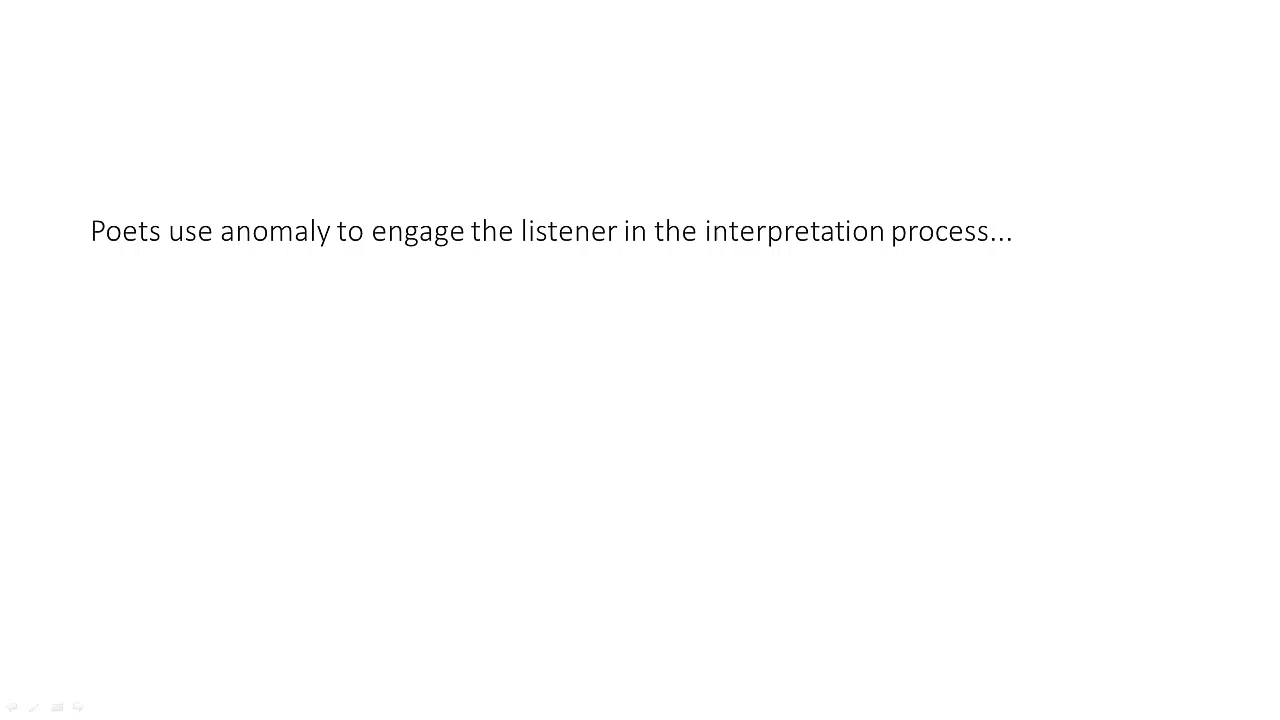 Poets use anomaly to engage the listener in the interpretation process...